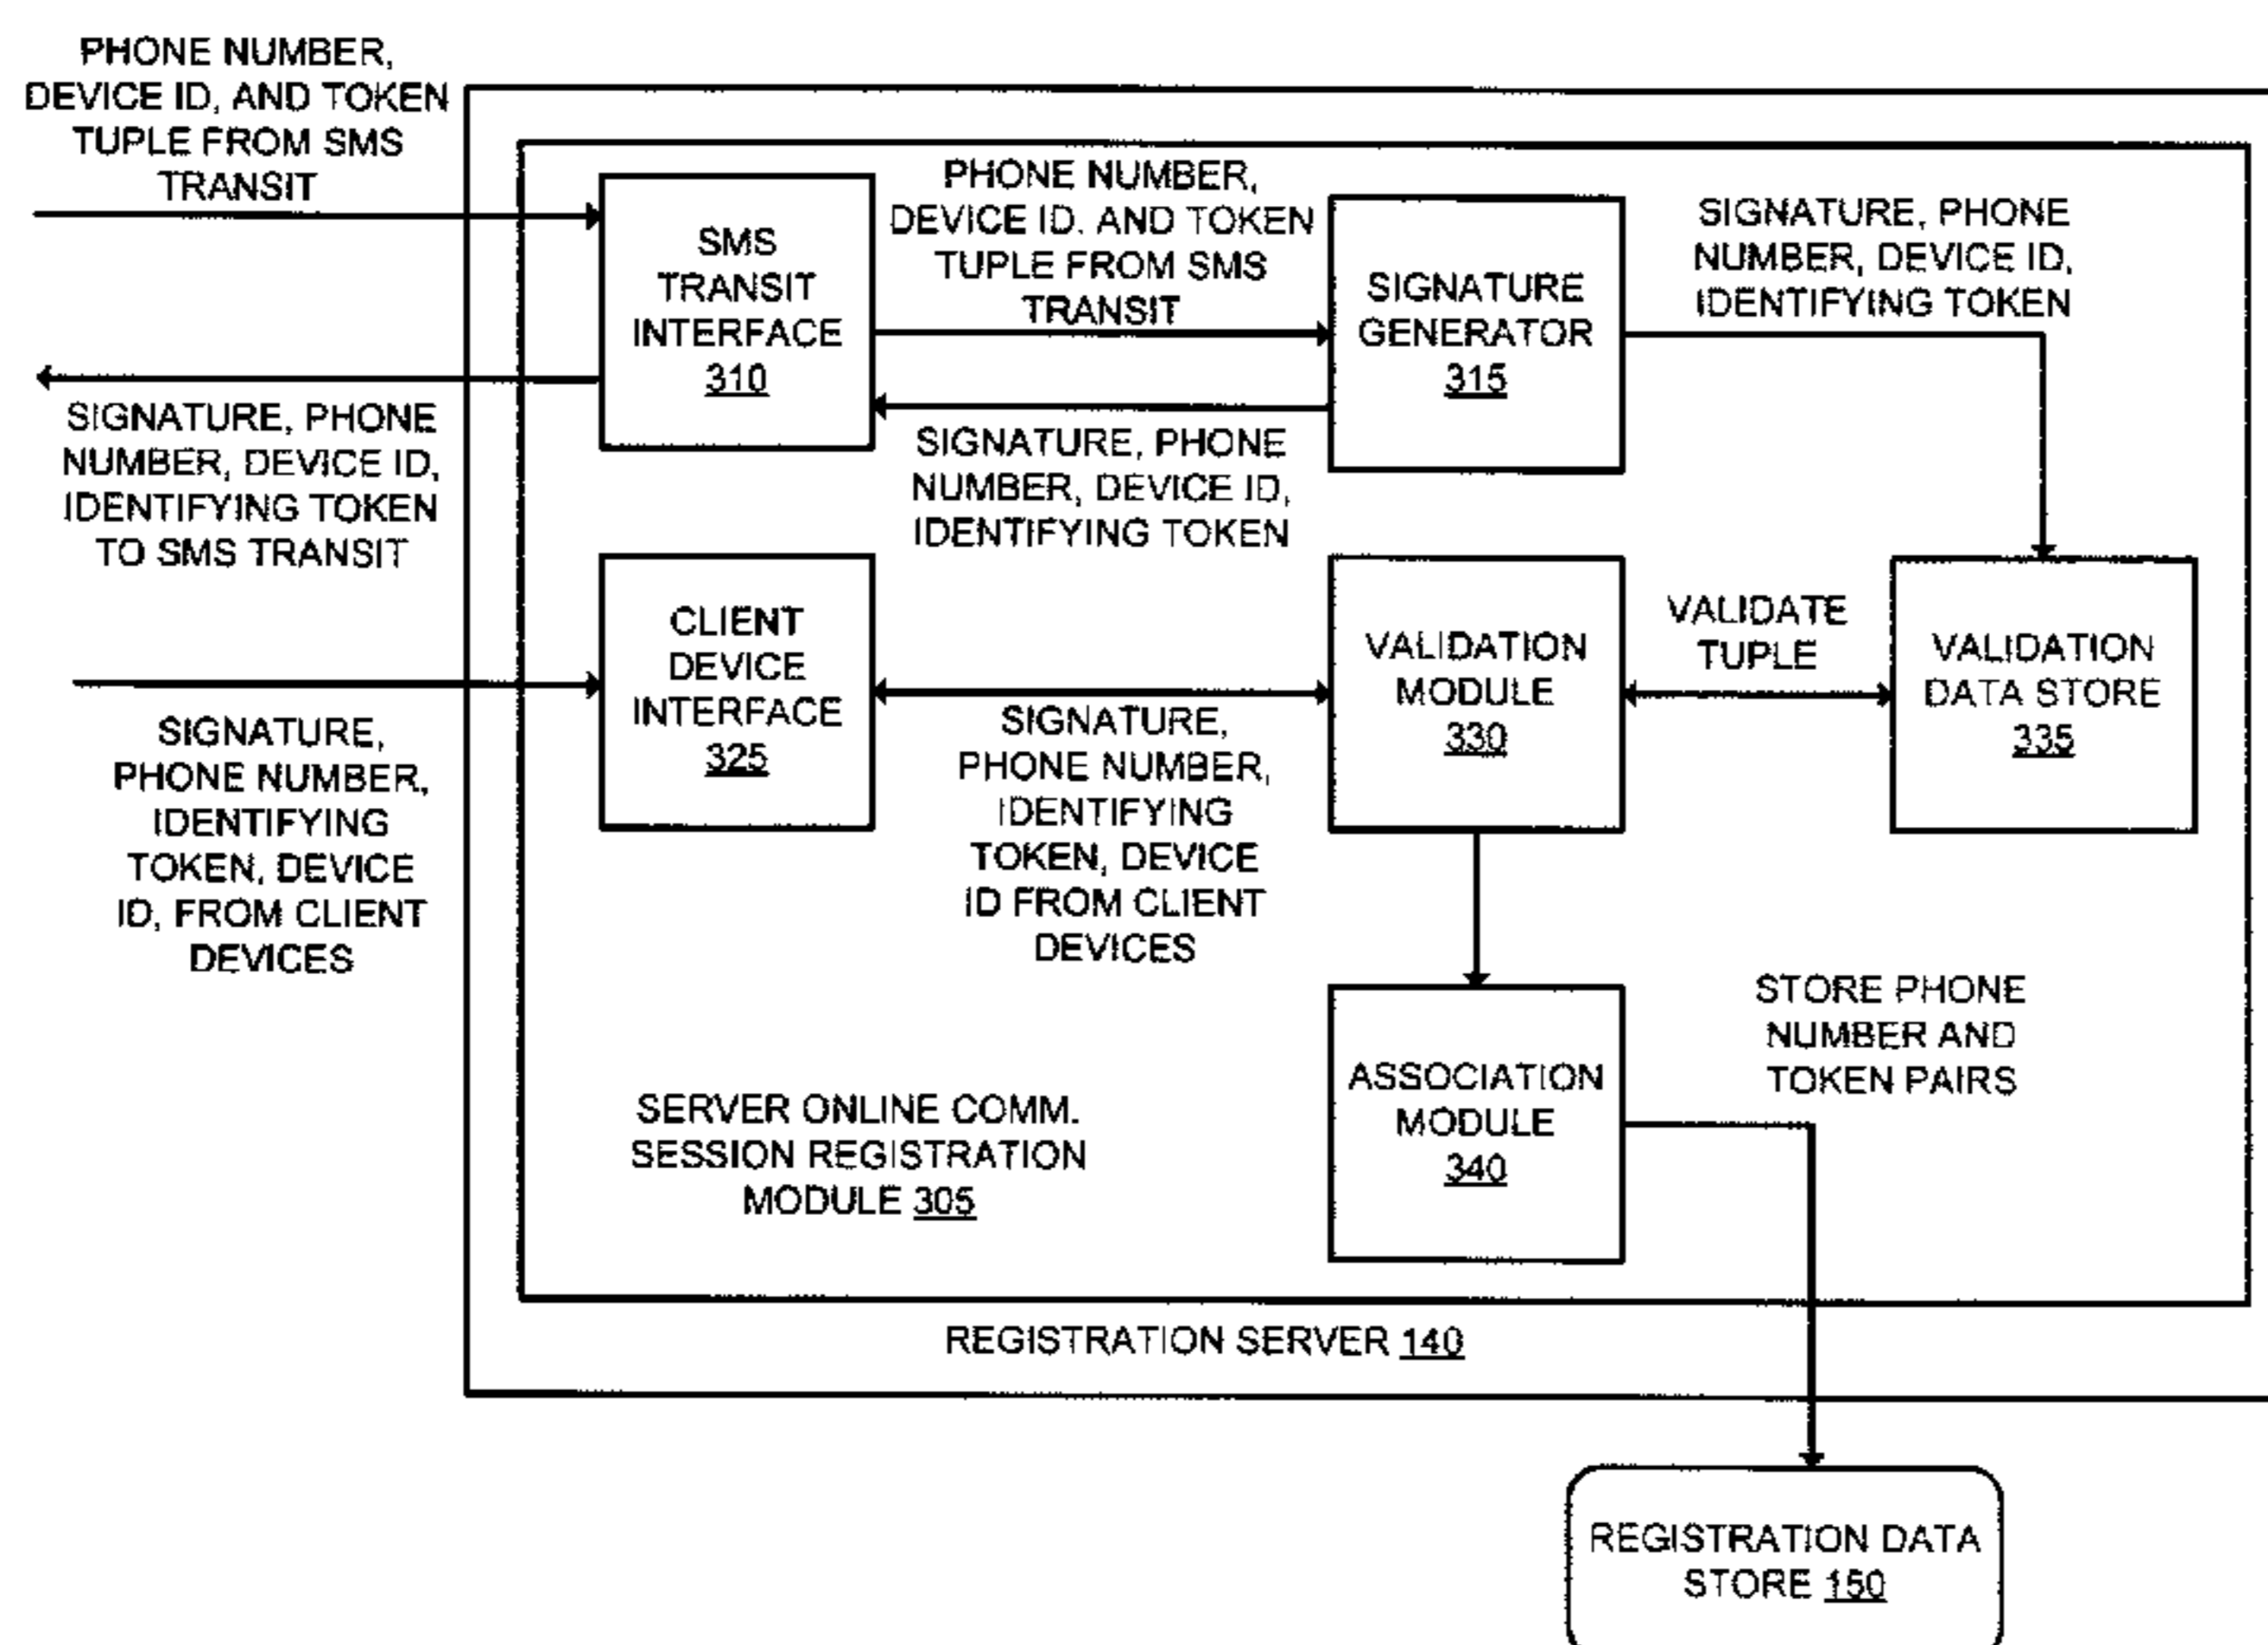 PHONE NUMBER,
DEVICE ID, AND TOKEN
TUPLE FROM SMS
TRANSIT
SMS
TRANSIT
INTERFACE
310
PHONE NUMBER,
DEVICE ID. AND TOKEN
TUPLE FROM SMS
TRANSIT
SIGNATURE
GENERATOR
315
SIGNATURE, PHONE
NUMBER, DEVICE ID,
IDENTIFYING TOKEN
SIGNATURE, PHONE
NUMBER, DEVICE ID,
IDENTIFYING TOKEN
TO SMS TRANSIT
SIGNATURE, PHONE
NUMBER, DEVICE ID,
IDENTIFYING TOKEN
CLIENT
DEVICE
INTERFACE
325
VALIDATION
MODULE
330
VALIDATE
TUPLE
VALIDATION
DATA STORE
335
SIGNATURE,
PHONE NUMBER,
IDENTIFYING
TOKEN, DEVICE
ID, FROM CLIENT
DEVICES
SIGNATURE,
PHONE NUMBER,
IDENTIFYING
TOKEN, DEVICE
ID FROM CLIENT
DEVICES
ASSOCIATION
MODULE
340
STORE PHONE
NUMBER AND
TOKEN PAIRS
SERVER ONLINE COMM.
SESSION REGISTRATION
MODULE 305
REGISTRATION SERVER 140
REGISTRATION DATA
STORE 150